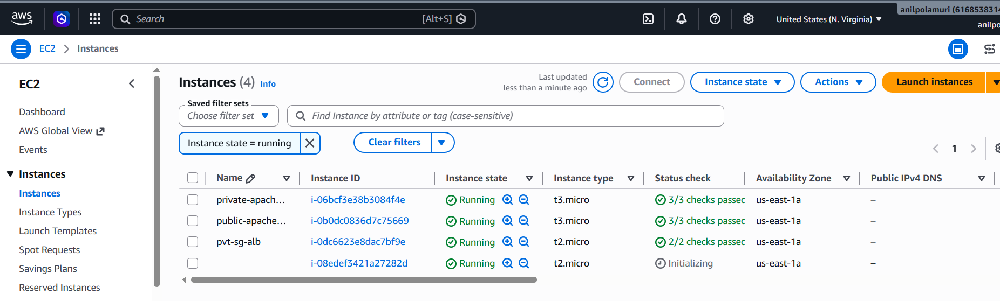 aws
Search [Alt+S]
United States (N. Virginia)
anilpolamuri (6168538314
anilpo
EC2 > Instances
EC2
Dashboard
AWS Global View
Events
Instances
Instances
Instance Types
Launch Templates
Spot Requests
Savings Plans
Reserved Instances
Instances (4) Info
Last updated
less than a minute ago
Connect Instance state Actions Launch instances
Saved filter sets
Choose filter set
Find Instance by attribute or tag (case-sensitive)
Instance state = running
Clear filters
1
Name Instance ID Instance state Instance type Status check Availability Zone Public IPv4 DNS
private-apach… i-06bcf3e38b3084f4e Running t3.micro 3/3 checks passed us-east-1a –
public-apache… i-0b0dc0836d7c75669 Running t3.micro 3/3 checks passed us-east-1a –
pvt-sg-alb i-0dc6623e8dac7bf9e Running t2.micro 2/2 checks passed us-east-1a –
i-08edef3421a27282d Running t2.micro Initializing us-east-1a –